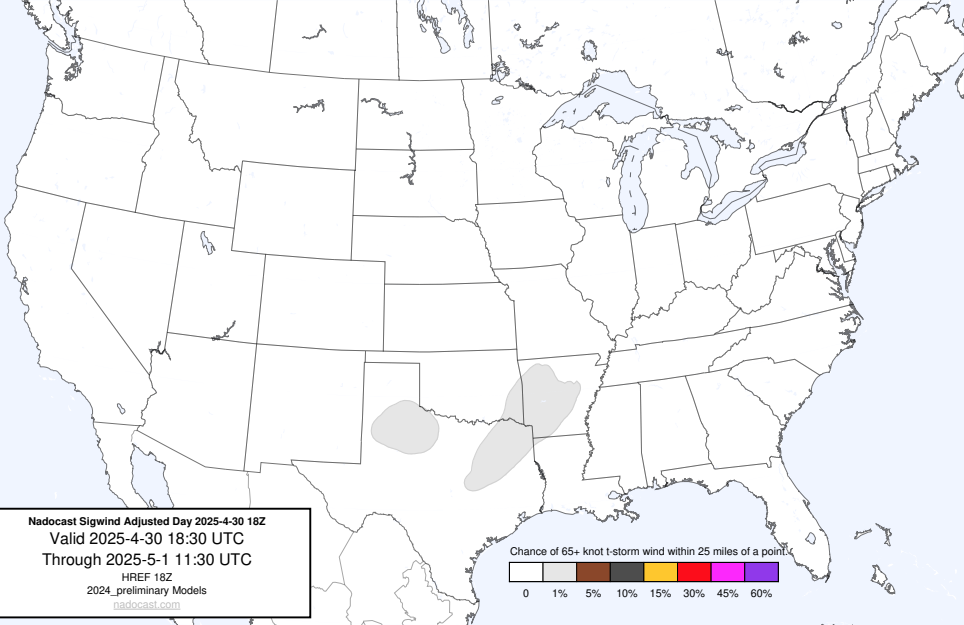 Nadocast Sigwind Adjusted Day 2025-4-30 18Z
Valid 2025-4-30 18:30 UTC
Through 2025-5-1 11:30 UTC
HREF 18Z
2024_preliminary Models
nadocast.com
Chance of 65+ knot t-storm wind within 25 miles of a point.
0 1% 5% 10% 15% 30% 45% 60%